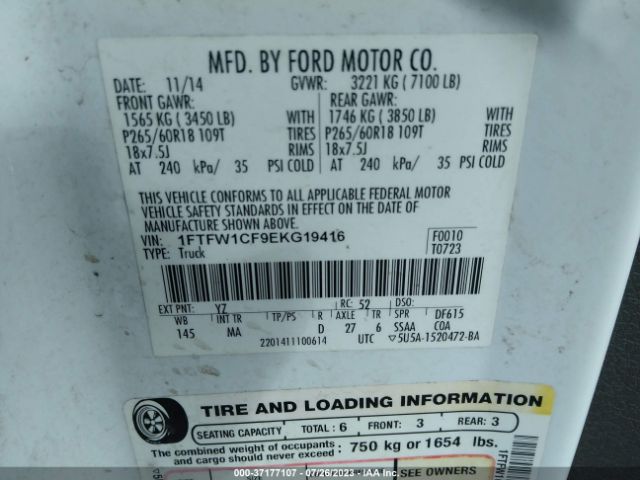 MFD. BY FORD MOTOR CO.
DATE: 11/14 GVWR: 3221 KG ( 7100 LB)
FRONT GAWR: REAR GAWR:
1565 KG ( 3450 LB) WITH 1746 KG ( 3850 LB) WITH
P265/60R18 109T TIRES P265/60R18 109T TIRES
18x7.5J RIMS 18x7.5J RIMS
AT 240 kPa/ 35 PSI COLD AT 240 kPa/ 35 PSI COLD
THIS VEHICLE CONFORMS TO ALL APPLICABLE FEDERAL MOTOR
VEHICLE SAFETY STANDARDS IN EFFECT ON THE DATE OF
MANUFACTURE SHOWN ABOVE.
VIN: 1FTFW1CF9EKG19416 F0010
TYPE: Truck T0723
EXT PNT: YZ RC: 52 DSO:
WB INT TR TP/PS R AXLE TR SPR DF615
145 MA D 27 6 SSAA COA
2201411100614 UTC ▽5U5A-1520472-BA
TIRE AND LOADING INFORMATION
SEATING CAPACITY TOTAL : 6 FRONT: 3 REAR: 3
The combined weight of occupants and cargo should never exceed : 750 kg or 1654 lbs.
SEE OWNERS
000-37177107 - 07/26/2023 - IAA Inc.